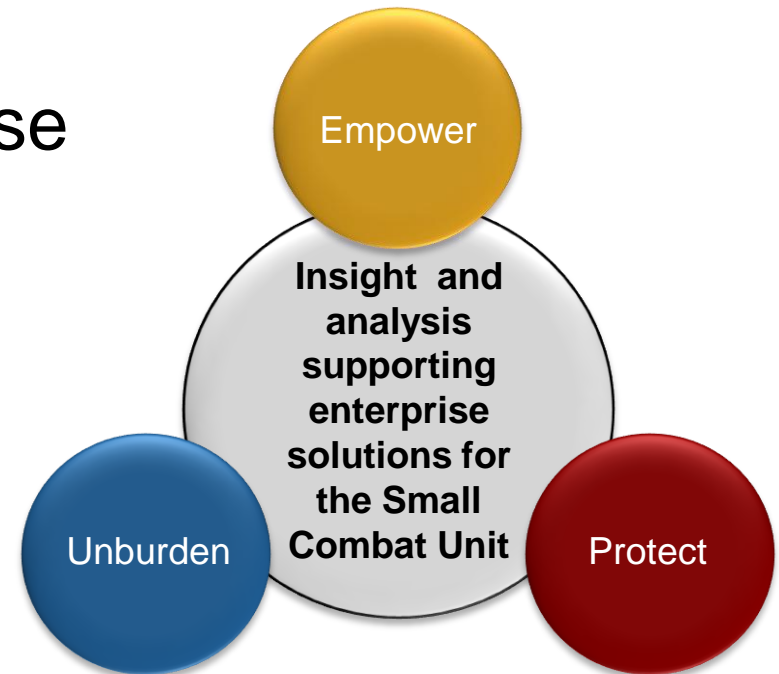 se
Empower
Insight and
analysis
supporting
enterprise
solutions for
the Small
Combat Unit
Unburden
Protect